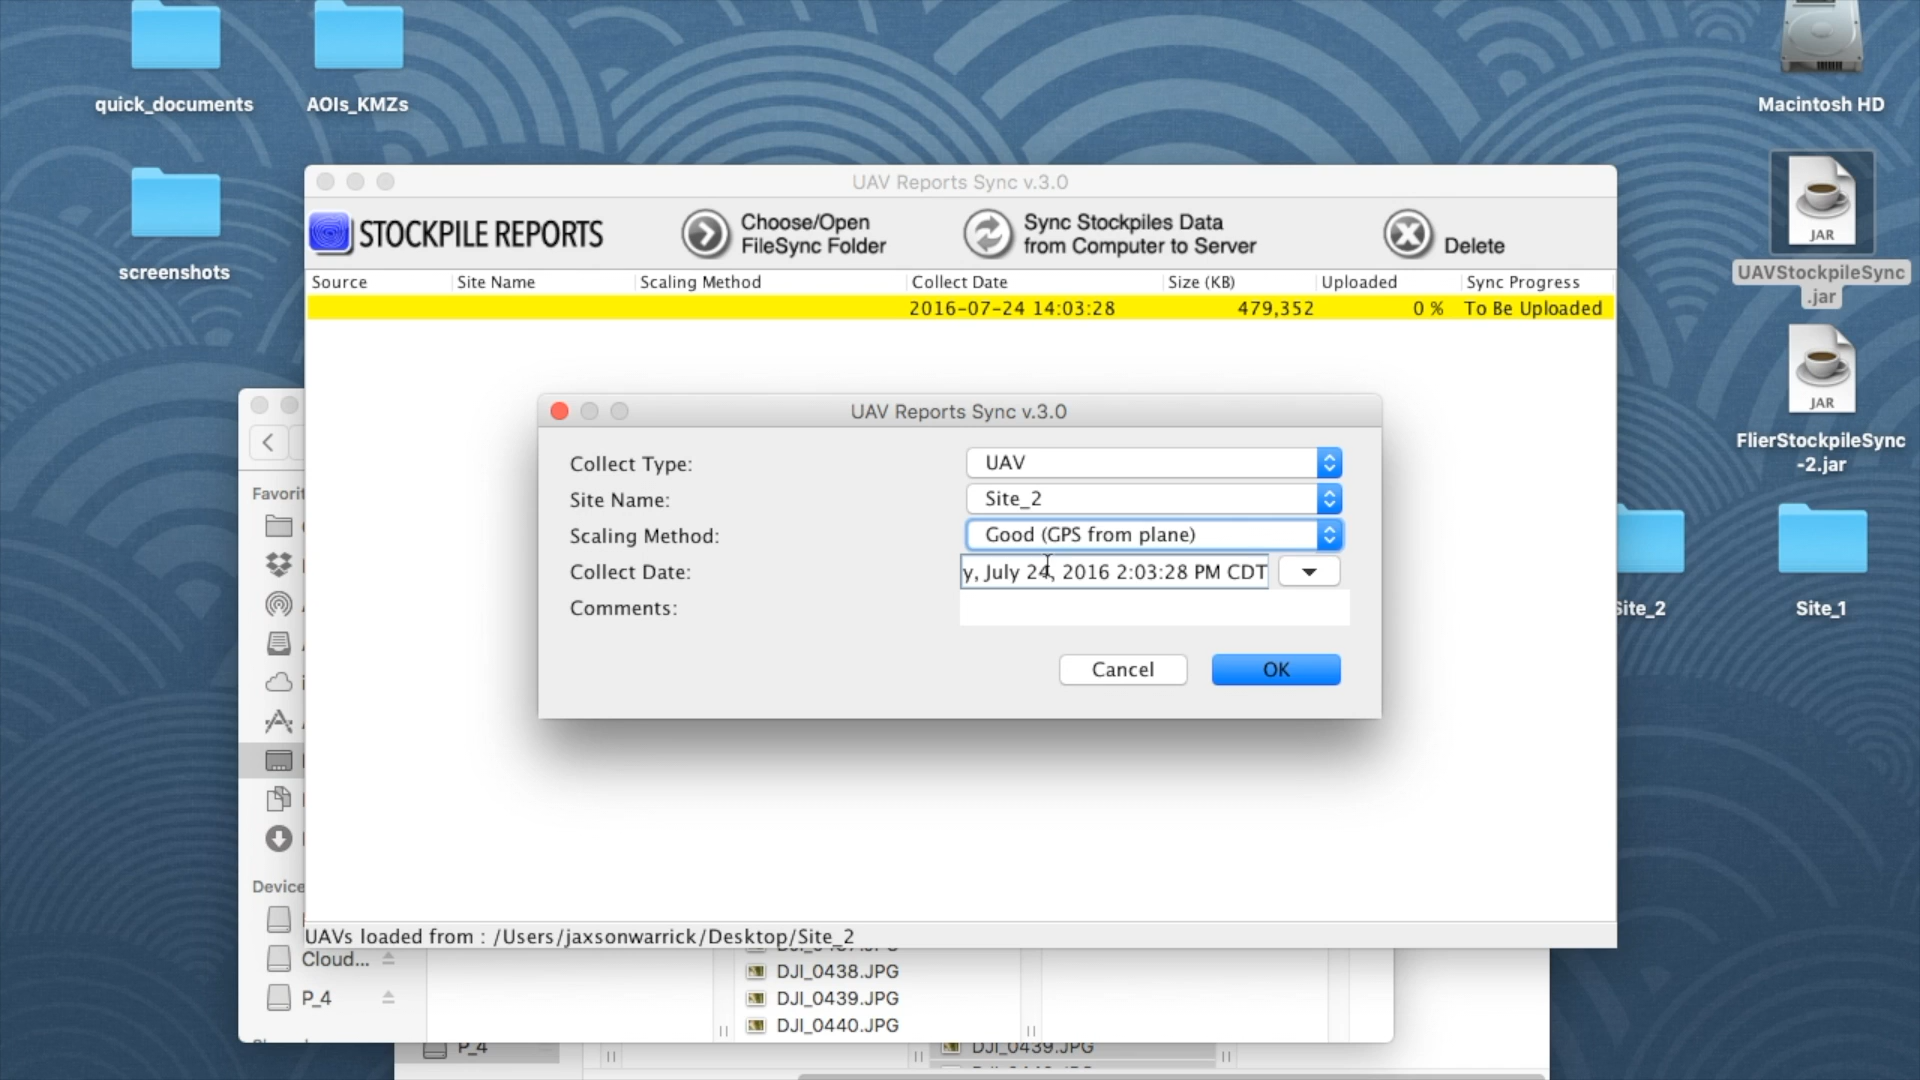 quick_documents
AOIs_KMZs
Macintosh HD
screenshots
UAV Reports Sync v.3.0
STOCKPILE REPORTS
Choose/Open
FileSync Folder
Sync Stockpiles Data
from Computer to Server
Delete
JAR
UAVStockpileSync
.jar
Source Site Name Scaling Method Collect Date Size (KB) Uploaded Sync Progress
2016-07-24 14:03:28 479,352 0 % To Be Uploaded
JAR
FlierStockpileSync
-2.jar
UAV Reports Sync v.3.0
Collect Type: UAV
Site Name: Site_2
Scaling Method: Good (GPS from plane)
Collect Date: y, July 24, 2016 2:03:28 PM CDT
Comments:
Cancel OK
Site_2
Site_1
Favorit
Device
UAVs loaded from : /Users/jaxsonwarrick/Desktop/Site_2
Cloud...
DJI_0438.JPG
P_4
DJI_0439.JPG
DJI_0440.JPG
P_4
DJI_0439.JPG